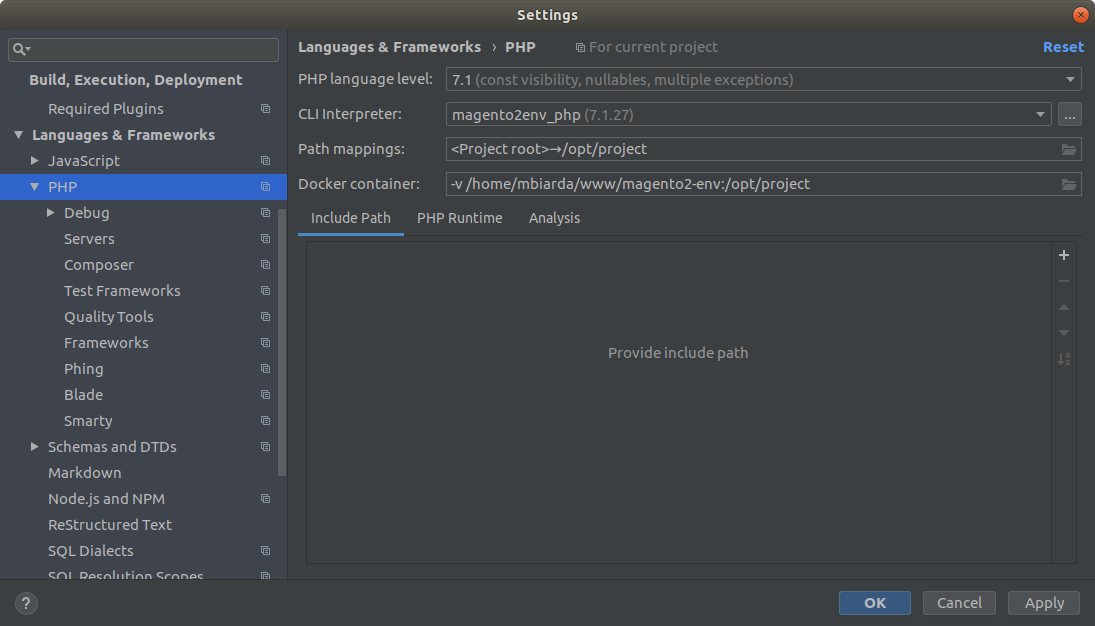 Settings
Build, Execution, Deployment
Required Plugins
Languages & Frameworks
JavaScript
PHP
Debug
Servers
Composer
Test Frameworks
Quality Tools
Frameworks
Phing
Blade
Smarty
Schemas and DTDs
Markdown
Node.js and NPM
ReStructured Text
SQL Dialects
SQL Resolution Scopes
Languages & Frameworks › PHP For current project Reset
PHP language level: 7.1 (const visibility, nullables, multiple exceptions)
CLI Interpreter: magento2env_php (7.1.27) ...
Path mappings: <Project root>→/opt/project
Docker container: -v /home/mbiarda/www/magento2-env:/opt/project
Include Path PHP Runtime Analysis
Provide include path
? OK Cancel Apply